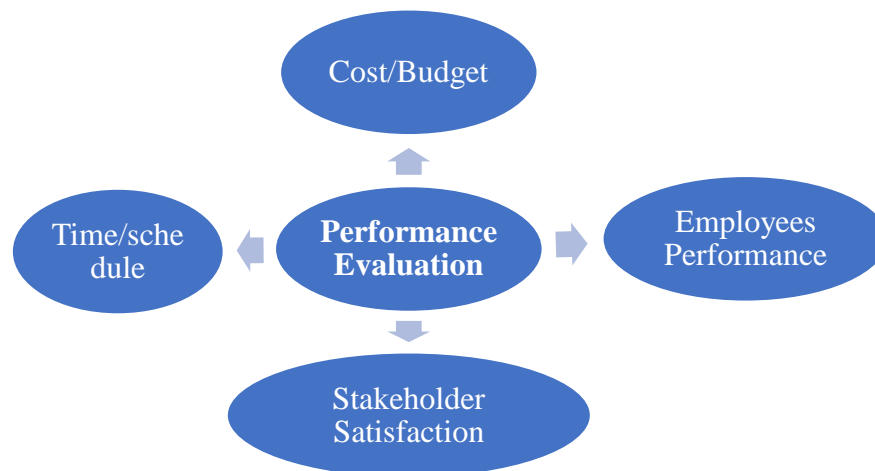 Cost/Budget
Time/sche
dule
Performance
Evaluation
Employees
Performance
Stakeholder
Satisfaction